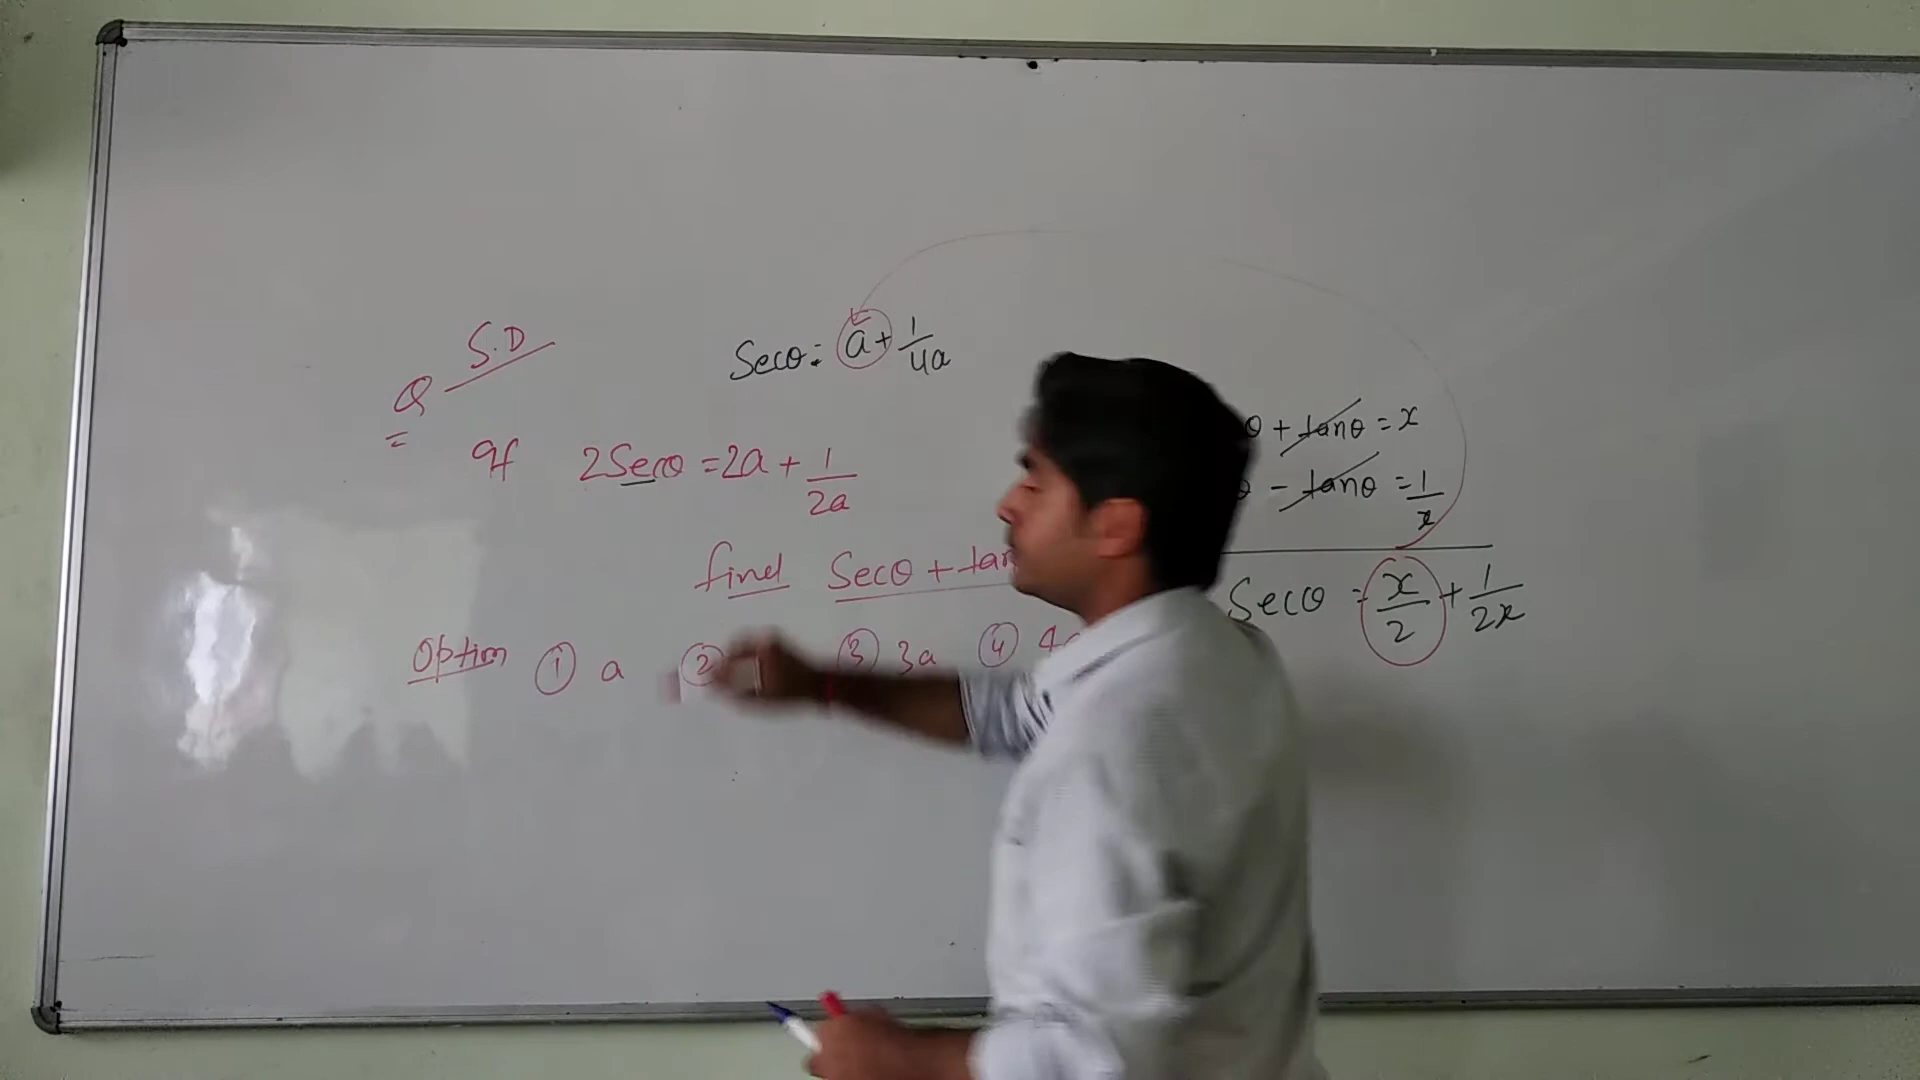 S.D
Secθ = a + 1/4a
Q
If 2Secθ = 2a + 1/2a
find Secθ + tan
Option ① a ② ③ 3a ④ 4
θ + tanθ = x
θ - tanθ = 1/x
Secθ = x/2 + 1/2x